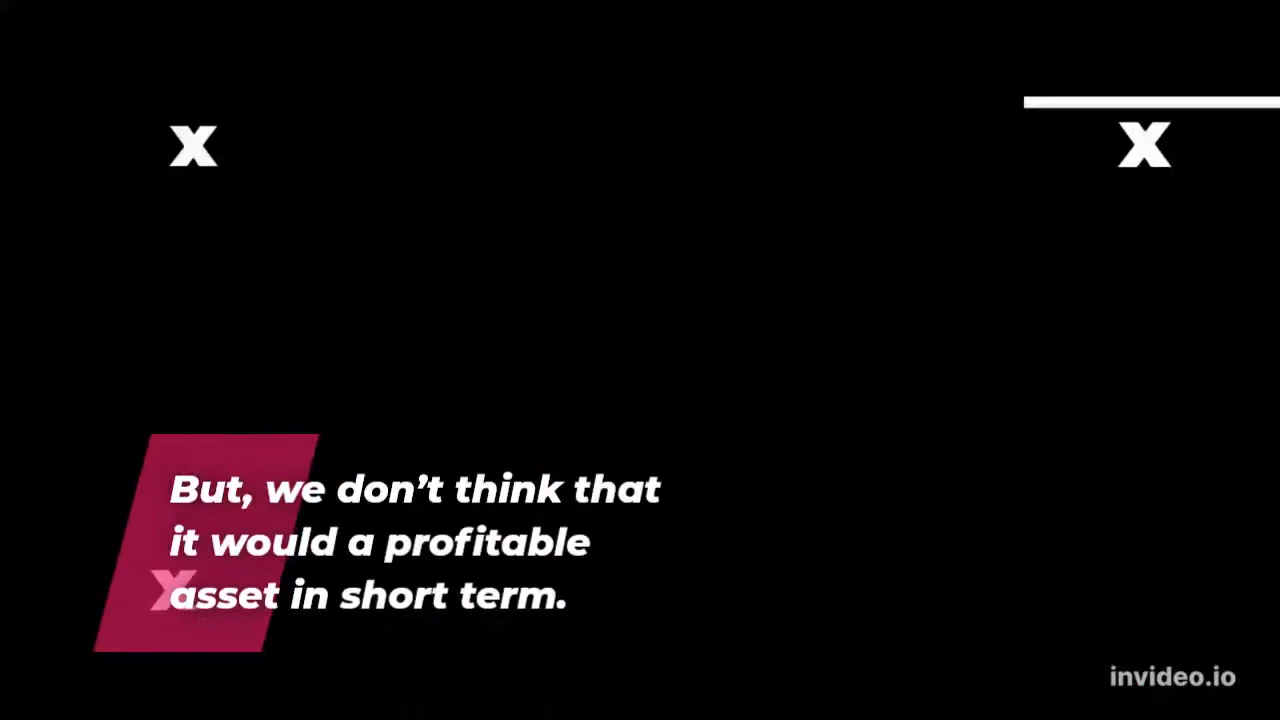 x
x
But, we don't think that
it would a profitable
x
asset in short term.
invideo.io